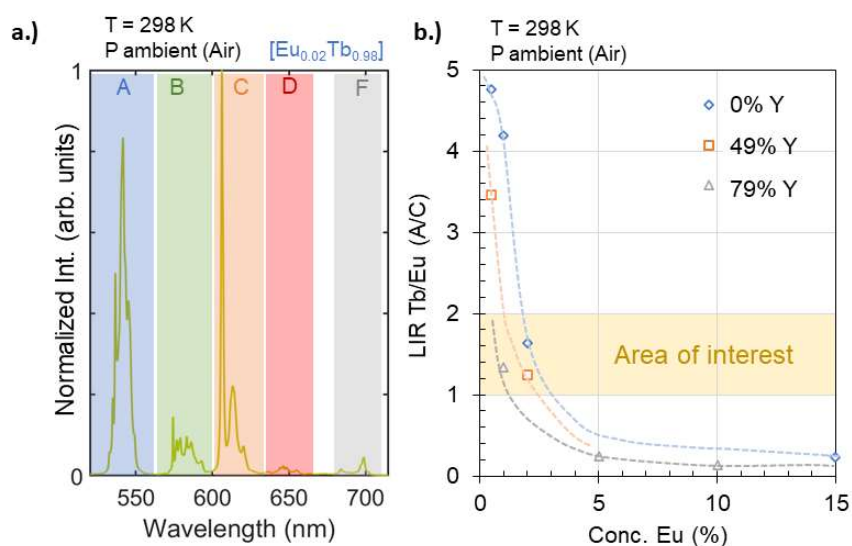 a.)
T = 298 K
P ambient (Air)
[Eu0.02Tb0.98]
A
B
C
D
F
1
0
Normalized Int. (arb. units)
550
600
650
700
Wavelength (nm)
b.)
T = 298 K
P ambient (Air)
5
4
3
2
1
0
LIR Tb/Eu (A/C)
0% Y
49% Y
79% Y
Area of interest
0
5
10
15
Conc. Eu (%)